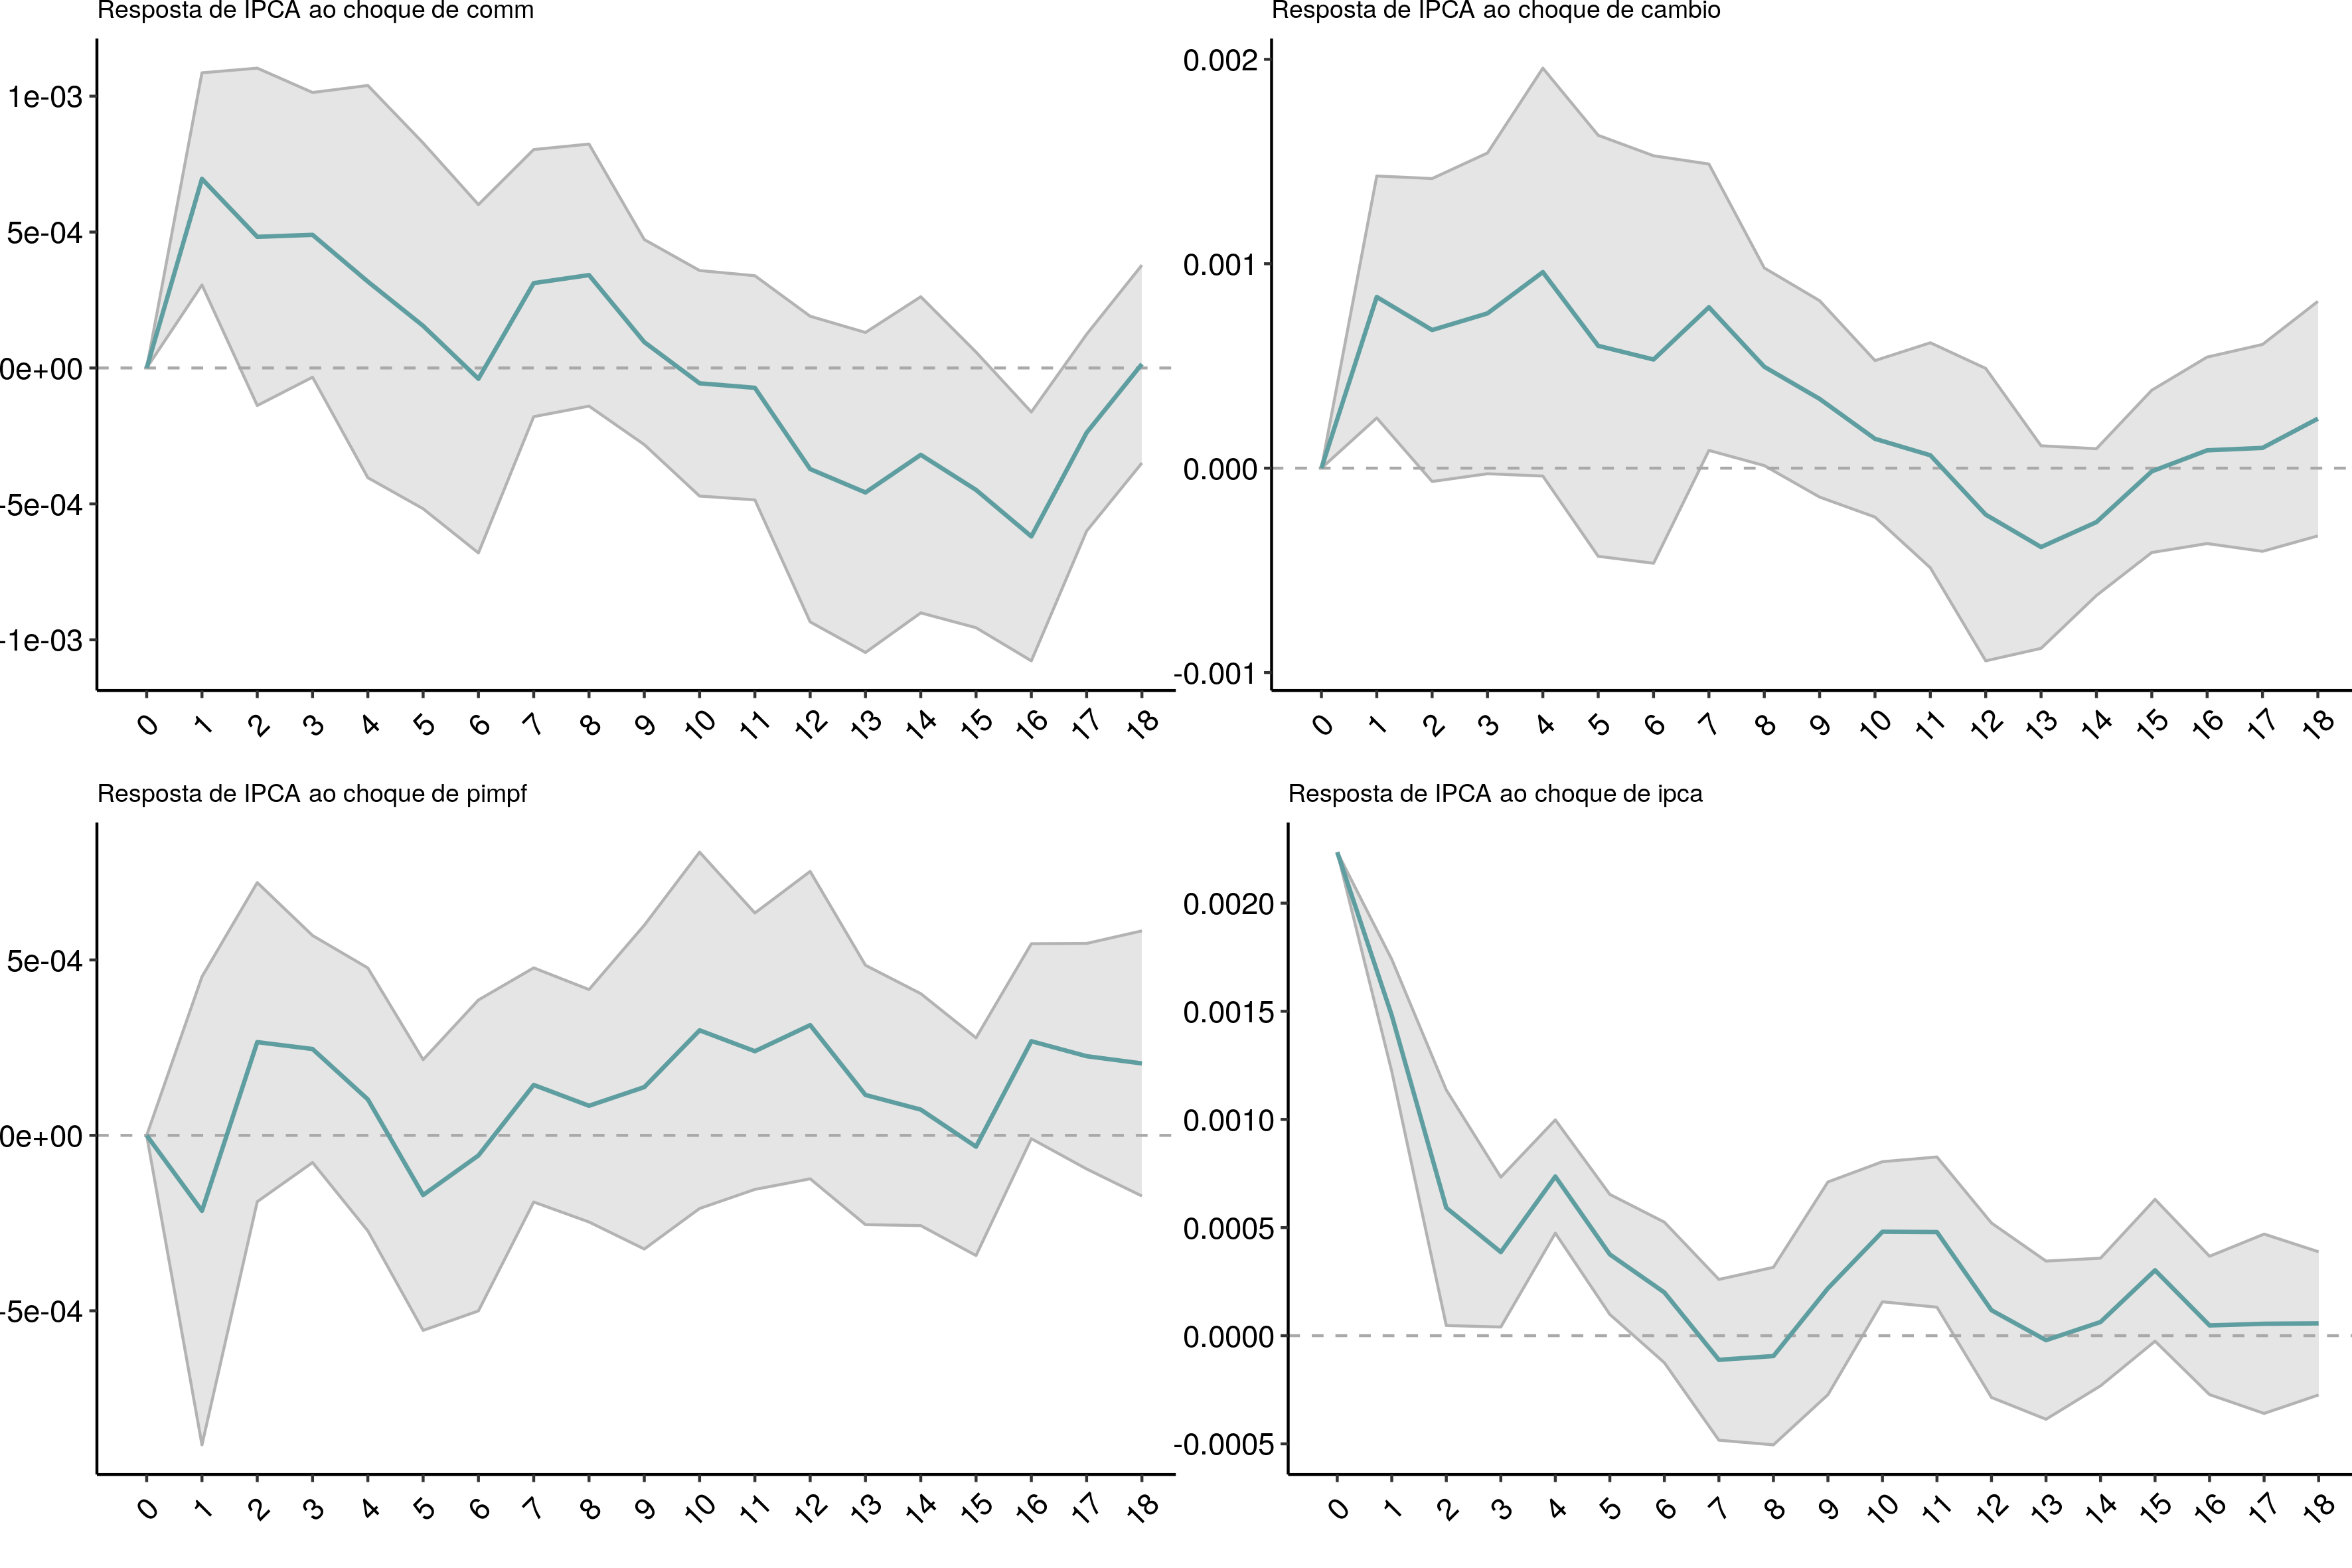 Resposta de IPCA ao choque de comm
1e-03
5e-04
0e+00
-5e-04
-1e-03
0 1 2 3 4 5 6 7 8 9 10 11 12 13 14 15 16 17 18
Resposta de IPCA ao choque de cambio
0.002
0.001
0.000
-0.001
0 1 2 3 4 5 6 7 8 9 10 11 12 13 14 15 16 17 18
Resposta de IPCA ao choque de pimpf
5e-04
0e+00
-5e-04
0 1 2 3 4 5 6 7 8 9 10 11 12 13 14 15 16 17 18
Resposta de IPCA ao choque de ipca
0.0020
0.0015
0.0010
0.0005
0.0000
-0.0005
0 1 2 3 4 5 6 7 8 9 10 11 12 13 14 15 16 17 18